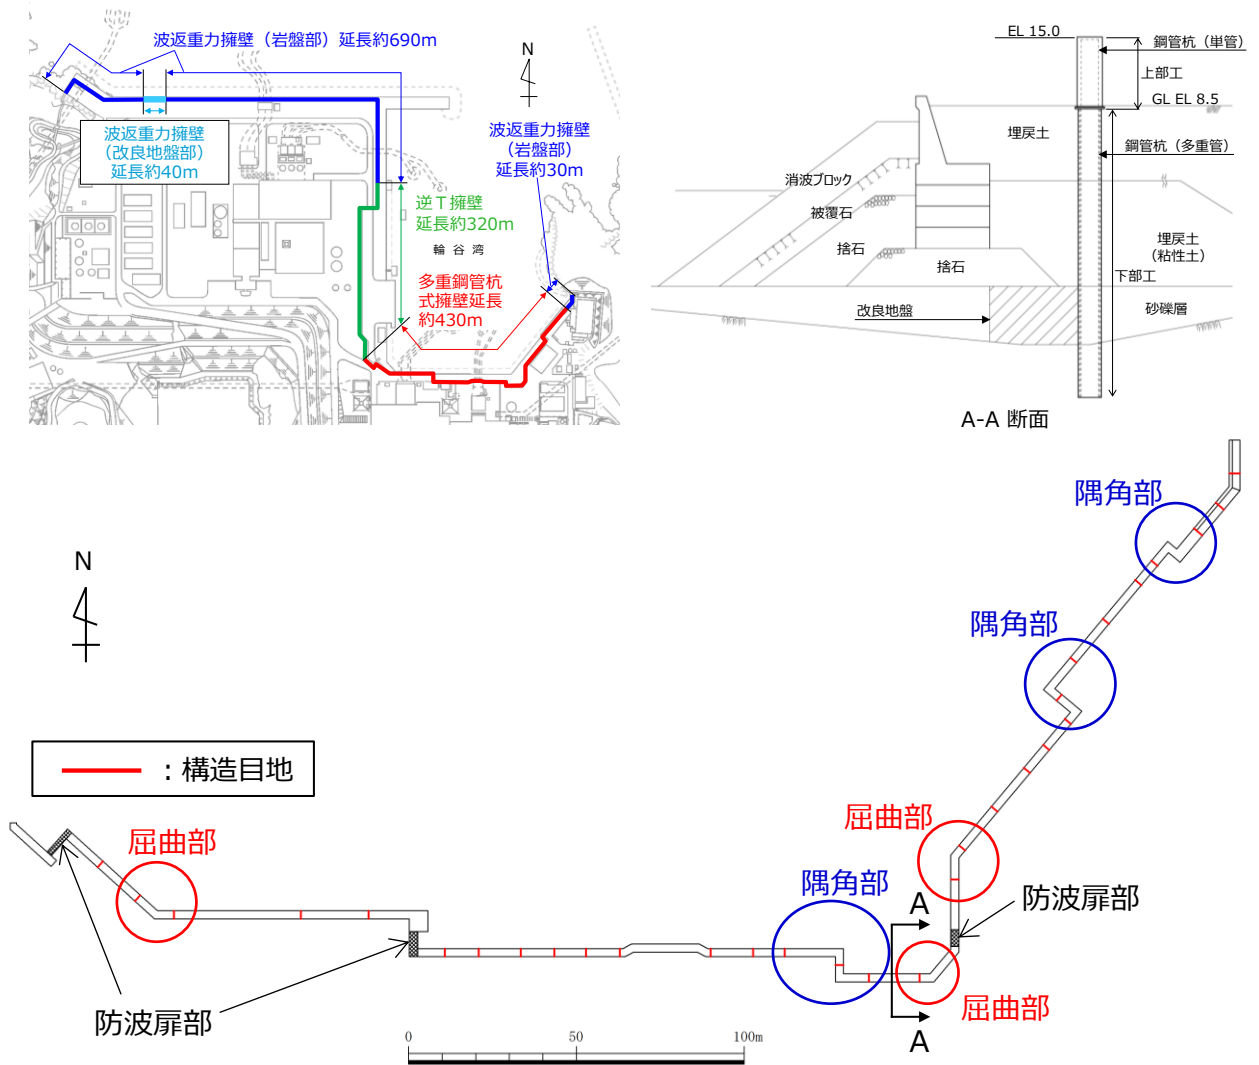 波返重力擁壁（岩盤部）延長約690m
N
波返重力擁壁
（改良地盤部）
延長約40m
波返重力擁壁
（岩盤部）
延長約30m
逆Ｔ擁壁
延長約320m
輪谷湾
多重鋼管杭
式擁壁延長
約430m
EL 15.0
鋼管杭（単管）
上部工
GL EL 8.5
埋戻土
鋼管杭（多重管）
消波ブロック
被覆石
捨石
捨石
埋戻土
（粘性土）
下部工
改良地盤
砂礫層
A-A 断面
N
隅角部
隅角部
：構造目地
屈曲部
屈曲部
隅角部
A
防波扉部
防波扉部
屈曲部
A
0 50 100m